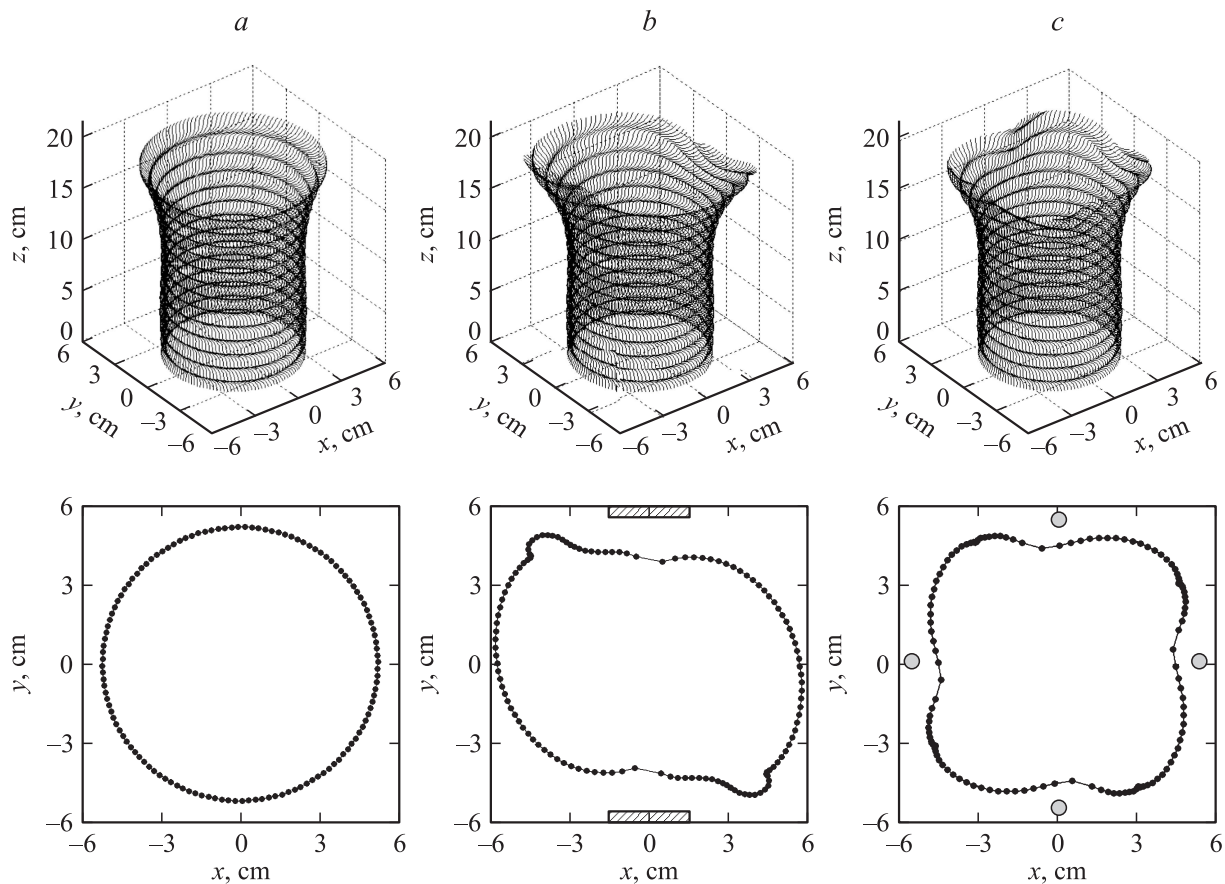 a b c
20 20 20
15 15 15
10 10 10
5 5 5
0 0 0
z, cm z, cm z, cm
6 3 0 –3 –6 6 3 0 –3 –6 6 3 0 –3 –6
y, cm y, cm y, cm
–6 –3 0 3 6 –6 –3 0 3 6 –6 –3 0 3 6
x, cm x, cm x, cm
6 6 6
3 3 3
0 0 0
–3 –3 –3
–6 –6 –6
y, cm y, cm y, cm
–6 –3 0 3 6 –6 –3 0 3 6 –6 –3 0 3 6
x, cm x, cm x, cm